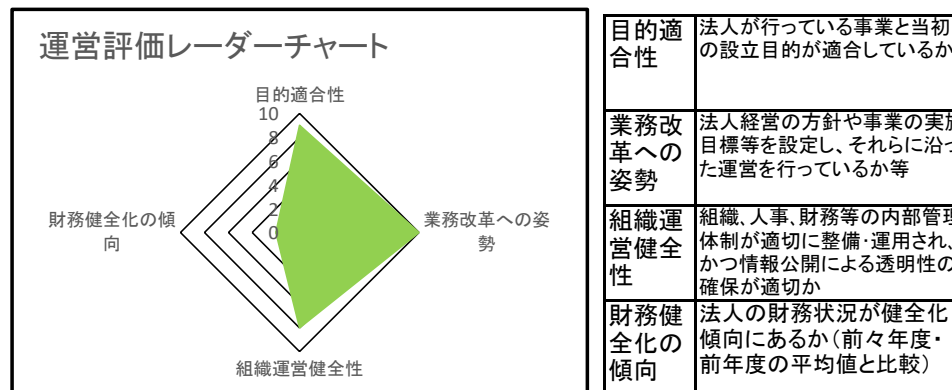 運営評価レーダーチャート
目的適合性
10
8
6
4
2
0
財務健全化の傾
向
業務改革への姿
勢
組織運営健全性
目的適
合性
法人が行っている事業と当初
の設立目的が適合しているか
業務改
革への
姿勢
法人経営の方針や事業の実施
目標等を設定し、それらに沿っ
た運営を行っているか等
組織運
営健全
性
組織、人事、財務等の内部管理
体制が適切に整備・運用され、
かつ情報公開による透明性の
確保が適切か
財務健
全化の
傾向
法人の財務状況が健全化
傾向にあるか（前々年度・
前年度の平均値と比較）